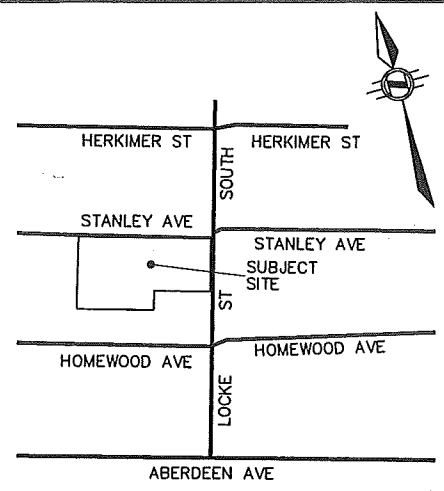 HERKIMER ST
HERKIMER ST
SOUTH
STANLEY AVE
STANLEY AVE
SUBJECT
SITE
ST
HOMEWOOD AVE
HOMEWOOD AVE
LOCKE
ABERDEEN AVE